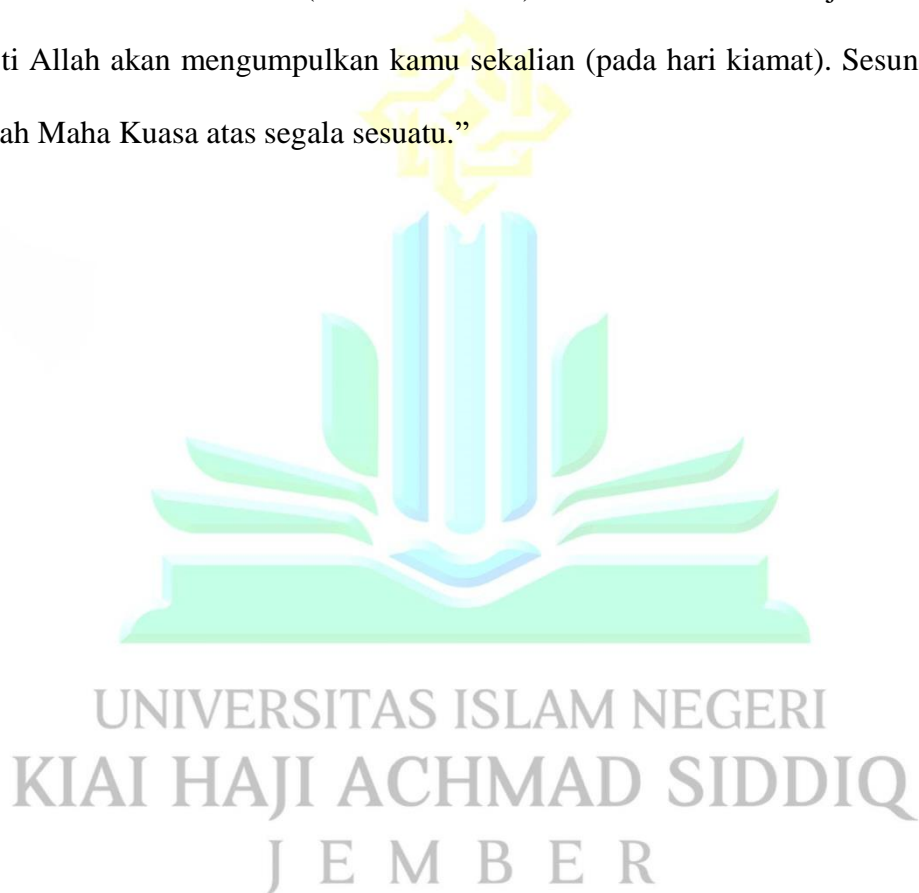 ti Allah akan mengumpulkan kamu sekalian (pada hari kiamat). Sesun
ah Maha Kuasa atas segala sesuatu.”
UNIVERSITAS ISLAM NEGERI
KIAI HAJI ACHMAD SIDDIQ
JEMBER